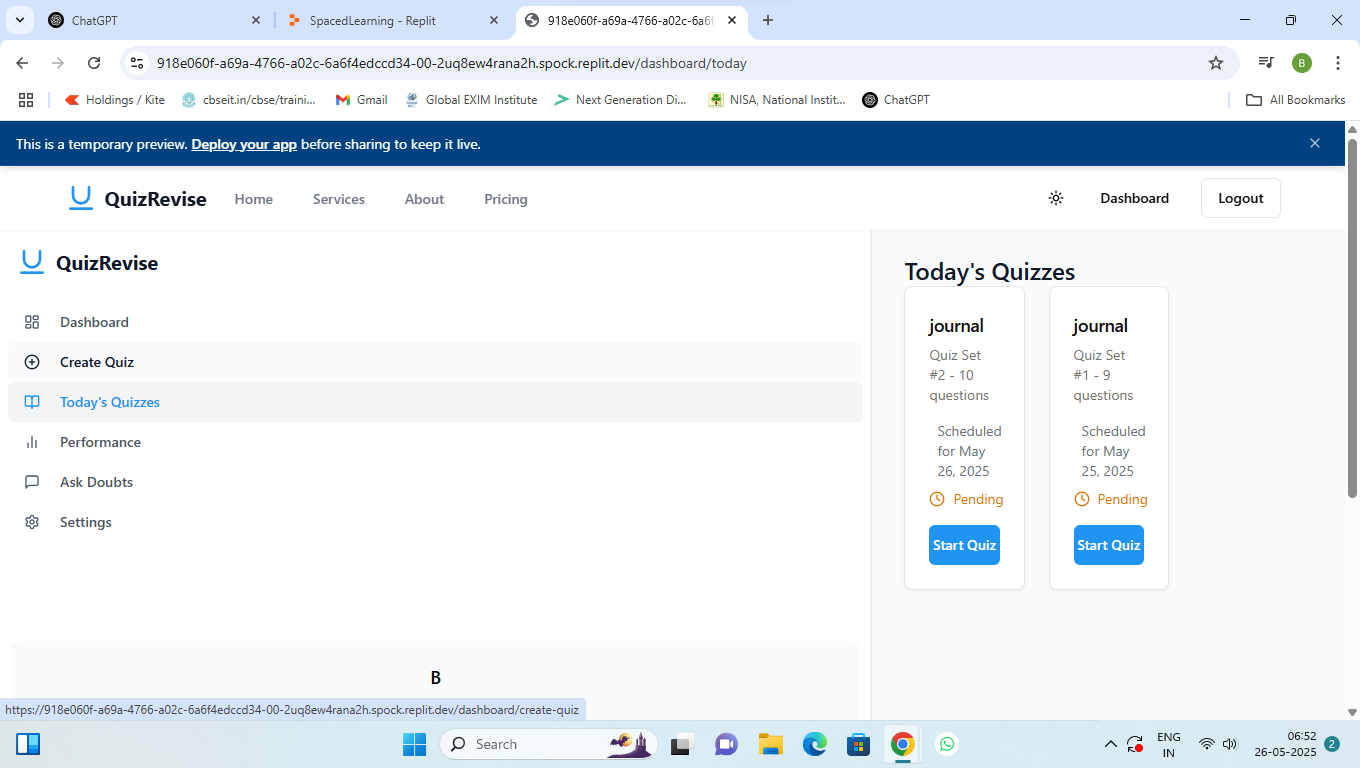 ChatGPT
SpacedLearning - Replit
918e060f-a69a-4766-a02c-6a6f
918e060f-a69a-4766-a02c-6a6f4edccd34-00-2uq8ew4rana2h.spock.replit.dev/dashboard/today
B
Holdings / Kite
cbseit.in/cbse/traini...
Gmail
Global EXIM Institute
Next Generation Di...
NISA, National Instit...
ChatGPT
All Bookmarks
This is a temporary preview. Deploy your app before sharing to keep it live.
QuizRevise
Home
Services
About
Pricing
Dashboard
Logout
QuizRevise
Dashboard
Create Quiz
Today's Quizzes
Performance
Ask Doubts
Settings
B
Today's Quizzes
journal
Quiz Set
#2 - 10
questions
Scheduled
for May
26, 2025
Pending
Start Quiz
journal
Quiz Set
#1 - 9
questions
Scheduled
for May
25, 2025
Pending
Start Quiz
https://918e060f-a69a-4766-a02c-6a6f4edccd34-00-2uq8ew4rana2h.spock.replit.dev/dashboard/create-quiz
Search
ENG
IN
06:52
26-05-2025
2